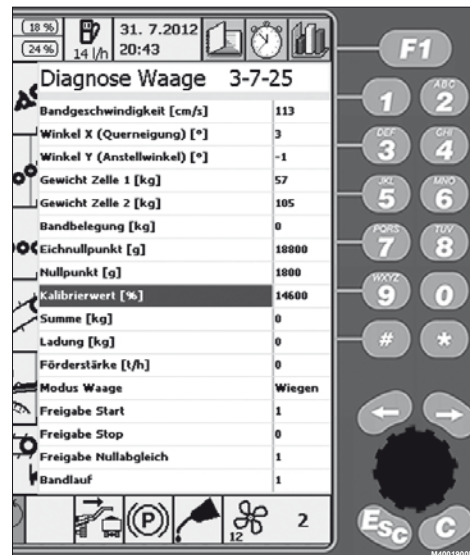 18 %
24 %
14 l/h
31. 7.2012
20:43
Diagnose Waage 3-7-25
Bandgeschwindigkeit [cm/s] 113
Winkel X (Querneigung) [°] 3
Winkel Y (Anstellwinkel) [°] -1
Gewicht Zelle 1 [kg] 57
Gewicht Zelle 2 [kg] 105
Bandbelegung [kg] 0
Eichnullpunkt [g] 18800
Nullpunkt [g] 1800
Kalibrierwert [%] 14600
Summe [kg] 0
Ladung [kg] 0
Förderstärke [t/h] 0
Modus Waage Wiegen
Freigabe Start 1
Freigabe Stop 0
Freigabe Nullabgleich 1
Bandlauf 1
(P)
12
2
F1
1
ABC
2
DEF
3
GHI
4
JKL
5
MNO
6
PQRS
7
TUV
8
WXYZ
9
0
#
*
Esc
C